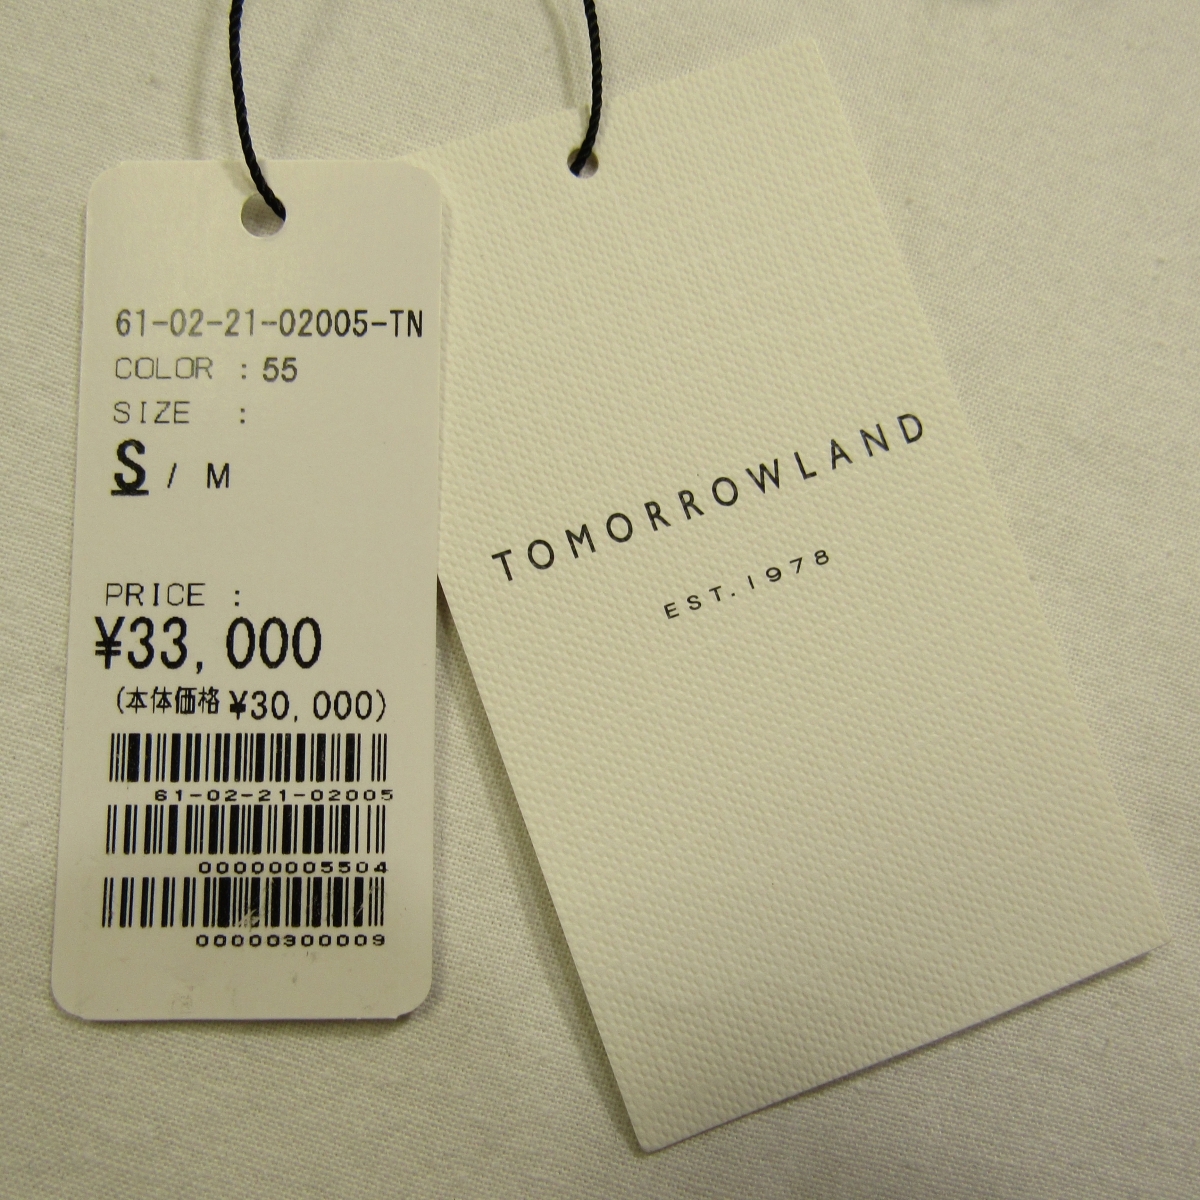 61-02-21-02005-TN
COLOR : 55
SIZE :
S / M
PRICE :
¥33,000
(本体価格 ¥30,000)
61-02-21-02005
00000005504
00000300009
TOMORROWLAND
EST. 1978